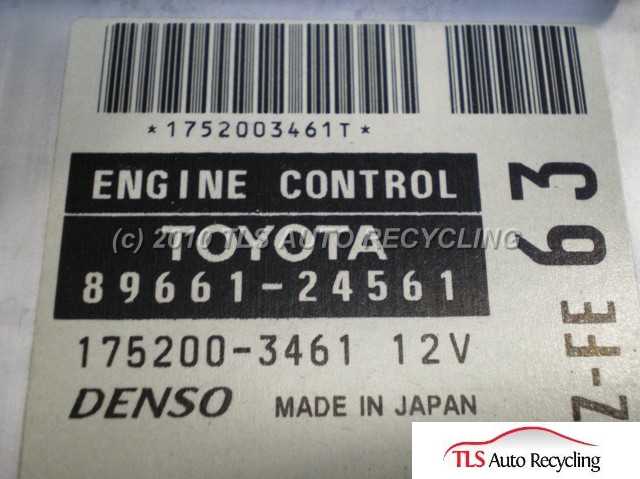 *1752003461T*
ENGINE CONTROL
TOYOTA
(c) 2010 TLS AUTO RECYCLING
89661-24561
175200-3461 12V
DENSO MADE IN JAPAN
63
Z-FE
TLS Auto Recycling